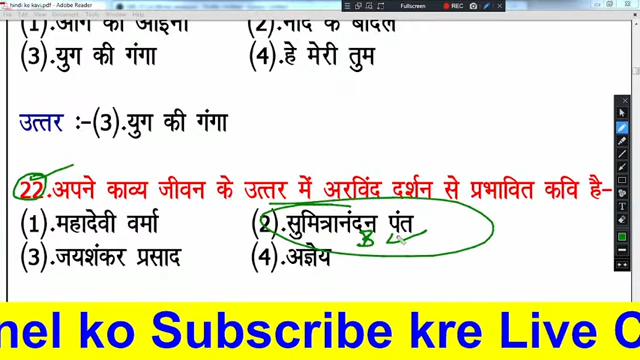 hindi ke kavi.pdf - Adobe Reader
Fullscreen REC
(1).आग का आइना (2).नींद के बादल
(3).युग की गंगा (4).हे मेरी तुम
उत्तर :-(3).युग की गंगा
22.अपने काव्य जीवन के उत्तर में अरविंद दर्शन से प्रभावित कवि है-
(1).महादेवी वर्मा (2).सुमित्रानंदन पंत
(3).जयशंकर प्रसाद (4).अज्ञेय
nel ko Subscribe kre Live C